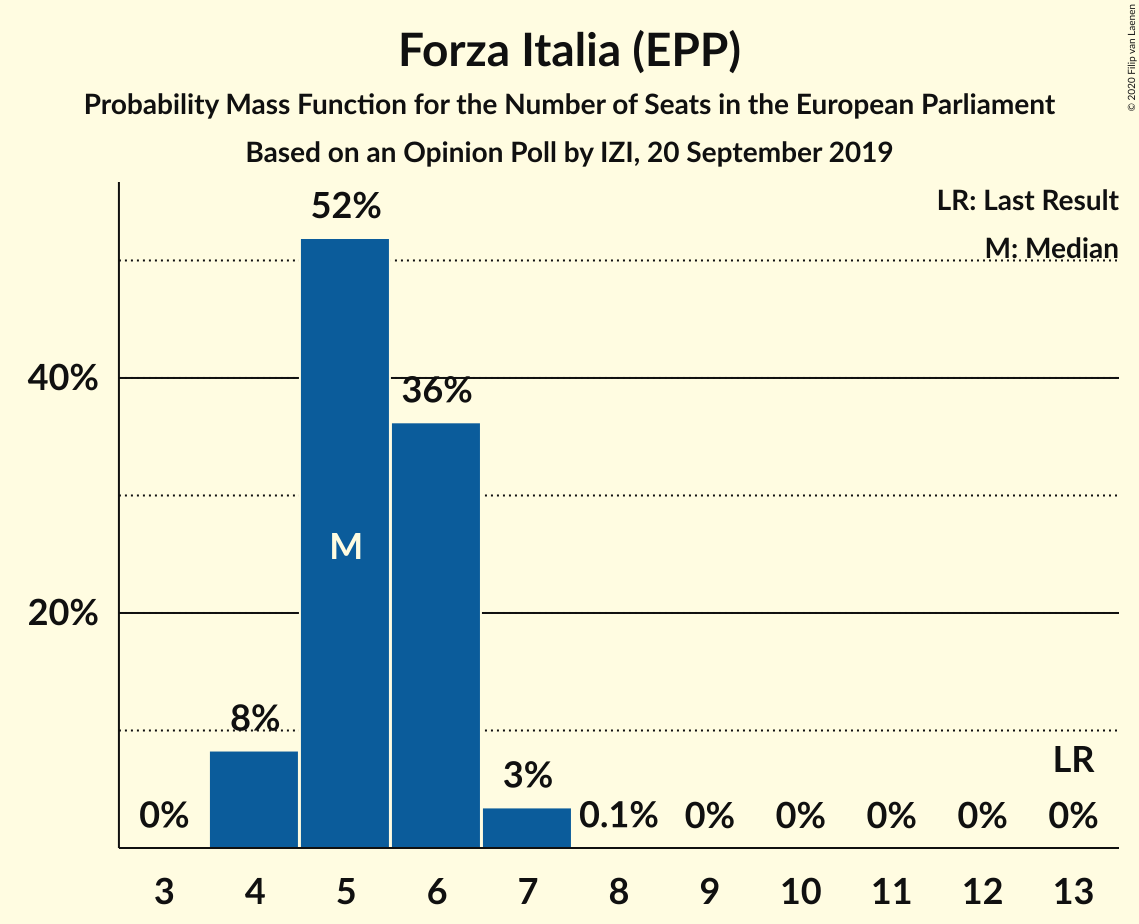 Forza Italia (EPP)
Probability Mass Function for the Number of Seats in the European Parliament
Based on an Opinion Poll by IZI, 20 September 2019
© 2020 Filip van Laenen
LR: Last Result
M: Median
52%
40%
36%
M
20%
8%
3%
LR
0%
0.1%
0%
0%
0%
0%
0%
3 4 5 6 7 8 9 10 11 12 13